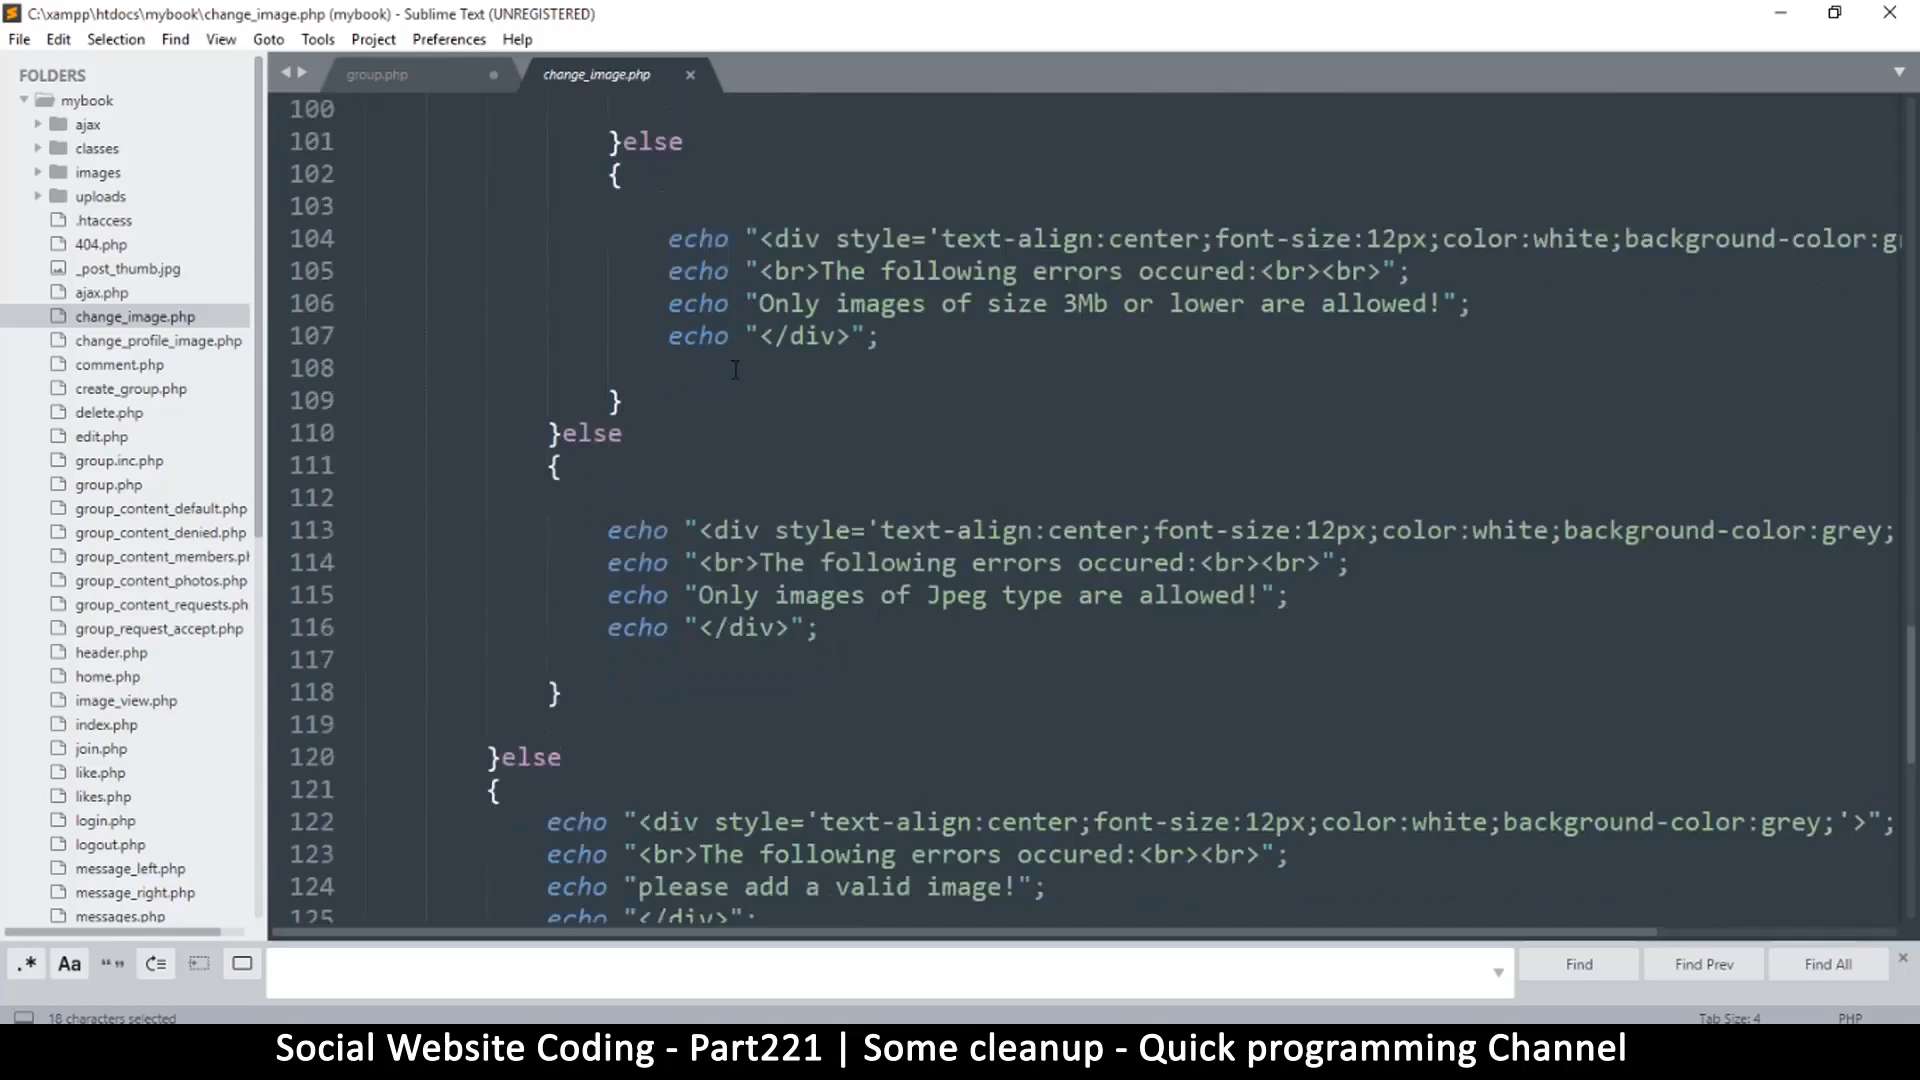 C:\xampp\htdocs\mybook\change_image.php (mybook) - Sublime Text (UNREGISTERED)
File Edit Selection Find View Goto Tools Project Preferences Help
FOLDERS
mybook
ajax
classes
images
uploads
.htaccess
404.php
_post_thumb.jpg
ajax.php
change_image.php
change_profile_image.php
comment.php
create_group.php
delete.php
edit.php
group.inc.php
group.php
group_content_default.php
group_content_denied.php
group_content_members.ph
group_content_photos.php
group_content_requests.ph
group_request_accept.php
header.php
home.php
image_view.php
index.php
join.php
like.php
likes.php
login.php
logout.php
message_left.php
message_right.php
messages.php
group.php change_image.php
100
101 }else
102 {
103
104 echo "<div style='text-align:center;font-size:12px;color:white;background-color:gr
105 echo "<br>The following errors occured:<br><br>";
106 echo "Only images of size 3Mb or lower are allowed!";
107 echo "</div>";
108
109 }
110 }else
111 {
112
113 echo "<div style='text-align:center;font-size:12px;color:white;background-color:grey;
114 echo "<br>The following errors occured:<br><br>";
115 echo "Only images of Jpeg type are allowed!";
116 echo "</div>";
117
118 }
119
120 }else
121 {
122 echo "<div style='text-align:center;font-size:12px;color:white;background-color:grey;'>";
123 echo "<br>The following errors occured:<br><br>";
124 echo "please add a valid image!";
125 echo "</div>";
.* Aa “” Find Find Prev Find All
18 characters selected Tab Size: 4 PHP
Social Website Coding - Part221 | Some cleanup - Quick programming Channel